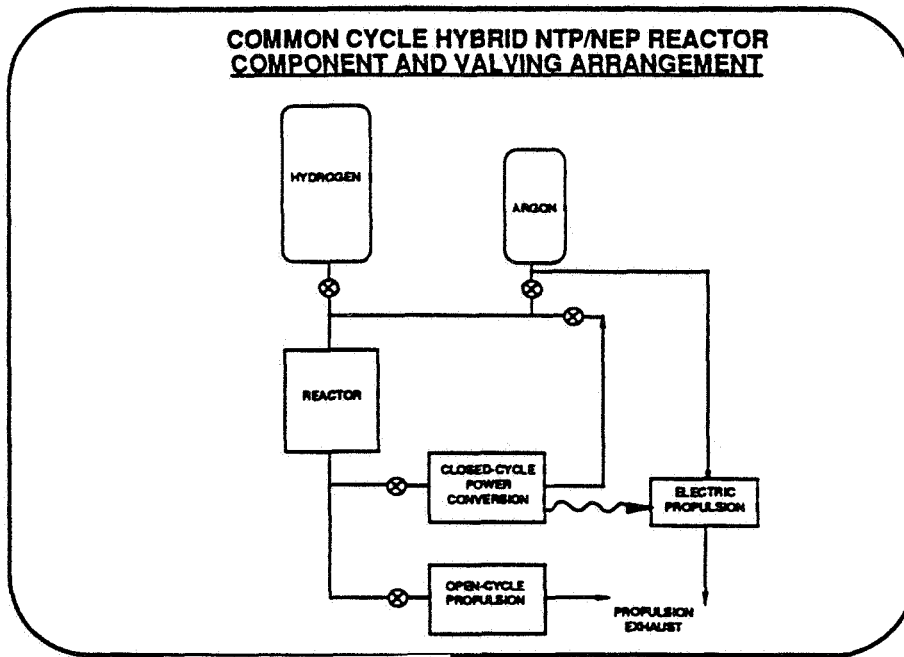 COMMON CYCLE HYBRID NTP/NEP REACTOR
COMPONENT AND VALVING ARRANGEMENT
HYDROGEN
ARGON
REACTOR
CLOSED-CYCLE
POWER
CONVERSION
ELECTRIC
PROPULSION
OPEN-CYCLE
PROPULSION
PROPULSION
EXHAUST